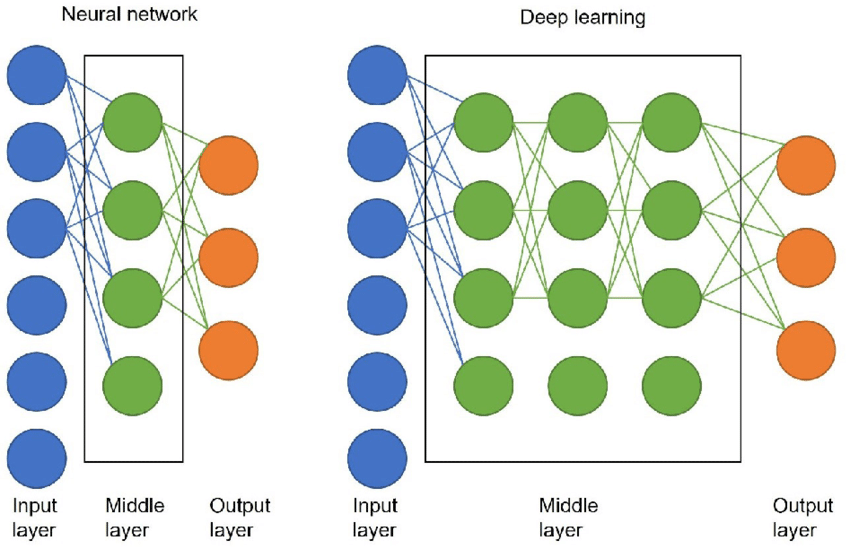 Neural network
Deep learning
Input
layer
Middle
layer
Output
layer
Input
layer
Middle
layer
Output
layer